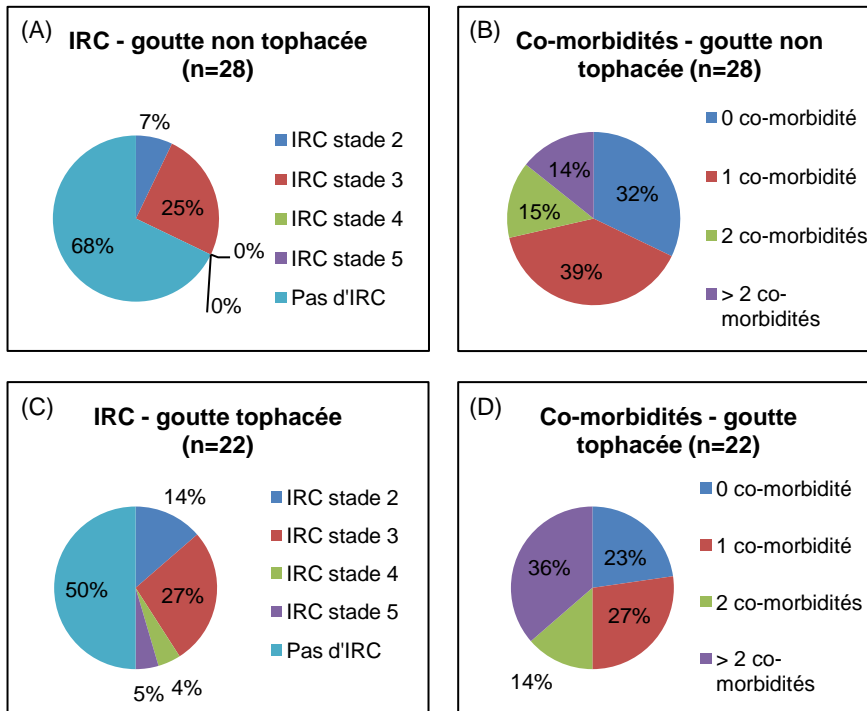 (A)
IRC - goutte non tophacée
(n=28)
7%
25%
68%
0%
0%
IRC stade 2
IRC stade 3
IRC stade 4
IRC stade 5
Pas d'IRC
(B)
Co-morbidités - goutte non
tophacée (n=28)
14%
32%
15%
39%
0 co-morbidité
1 co-morbidité
2 co-morbidités
> 2 co-
morbidités
(C)
IRC - goutte tophacée
(n=22)
14%
50%
27%
5%
4%
IRC stade 2
IRC stade 3
IRC stade 4
IRC stade 5
Pas d'IRC
(D)
Co-morbidités - goutte
tophacée (n=22)
36%
23%
27%
14%
0 co-morbidité
1 co-morbidité
2 co-morbidités
> 2 co-
morbidités